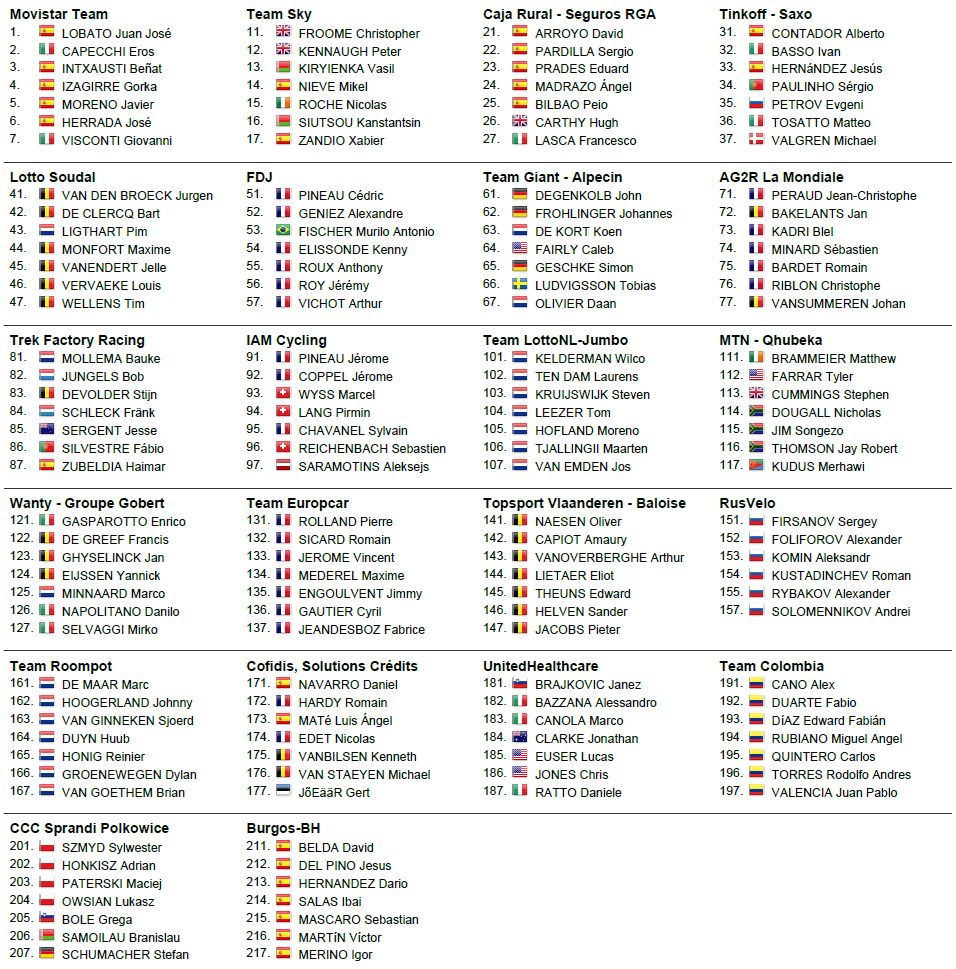 Movistar Team
1. LOBATO Juan José
2. CAPECCHI Eros
3. INTXAUSTI Beñat
4. IZAGIRRE Gorka
5. MORENO Javier
6. HERRADA José
7. VISCONTI Giovanni
Team Sky
11. FROOME Christopher
12. KENNAUGH Peter
13. KIRYIENKA Vasil
14. NIEVE Mikel
15. ROCHE Nicolas
16. SIUTSOU Kanstantsin
17. ZANDIO Xabier
Caja Rural - Seguros RGA
21. ARROYO David
22. PARDILLA Sergio
23. PRADES Eduard
24. MADRAZO Ángel
25. BILBAO Peio
26. CARTHY Hugh
27. LASCA Francesco
Tinkoff - Saxo
31. CONTADOR Alberto
32. BASSO Ivan
33. HERNáNDEZ Jesús
34. PAULINHO Sérgio
35. PETROV Evgeni
36. TOSATTO Matteo
37. VALGREN Michael
Lotto Soudal
41. VAN DEN BROECK Jurgen
42. DE CLERCQ Bart
43. LIGTHART Pim
44. MONFORT Maxime
45. VANENDERT Jelle
46. VERVAEKE Louis
47. WELLENS Tim
FDJ
51. PINEAU Cédric
52. GENIEZ Alexandre
53. FISCHER Murilo Antonio
54. ELISSONDE Kenny
55. ROUX Anthony
56. ROY Jérémy
57. VICHOT Arthur
Team Giant - Alpecin
61. DEGENKOLB John
62. FROHLINGER Johannes
63. DE KORT Koen
64. FAIRLY Caleb
65. GESCHKE Simon
66. LUDVIGSSON Tobias
67. OLIVIER Daan
AG2R La Mondiale
71. PERAUD Jean-Christophe
72. BAKELANTS Jan
73. KADRI Blel
74. MINARD Sébastien
75. BARDET Romain
76. RIBLON Christophe
77. VANSUMMEREN Johan
Trek Factory Racing
81. MOLLEMA Bauke
82. JUNGELS Bob
83. DEVOLDER Stijn
84. SCHLECK Fränk
85. SERGENT Jesse
86. SILVESTRE Fábio
87. ZUBELDIA Haimar
IAM Cycling
91. PINEAU Jérome
92. COPPEL Jérome
93. WYSS Marcel
94. LANG Pirmin
95. CHAVANEL Sylvain
96. REICHENBACH Sebastien
97. SARAMOTINS Aleksejs
Team LottoNL-Jumbo
101. KELDERMAN Wilco
102. TEN DAM Laurens
103. KRUIJSWIJK Steven
104. LEEZER Tom
105. HOFLAND Moreno
106. TJALLINGII Maarten
107. VAN EMDEN Jos
MTN - Qhubeka
111. BRAMMEIER Matthew
112. FARRAR Tyler
113. CUMMINGS Stephen
114. DOUGALL Nicholas
115. JIM Songezo
116. THOMSON Jay Robert
117. KUDUS Merhawi
Wanty - Groupe Gobert
121. GASPAROTTO Enrico
122. DE GREEF Francis
123. GHYSELINCK Jan
124. EIJSSEN Yannick
125. MINNAARD Marco
126. NAPOLITANO Danilo
127. SELVAGGI Mirko
Team Europcar
131. ROLLAND Pierre
132. SICARD Romain
133. JEROME Vincent
134. MEDEREL Maxime
135. ENGOULVENT Jimmy
136. GAUTIER Cyril
137. JEANDESBOZ Fabrice
Topsport Vlaanderen - Baloise
141. NAESEN Oliver
142. CAPIOT Amaury
143. VANOVERBERGHE Arthur
144. LIETAER Eliot
145. THEUNS Edward
146. HELVEN Sander
147. JACOBS Pieter
RusVelo
151. FIRSANOV Sergey
152. FOLIFOROV Alexander
153. KOMIN Aleksandr
154. KUSTADINCHEV Roman
155. RYBAKOV Alexander
157. SOLOMENNIKOV Andrei
Team Roompot
161. DE MAAR Marc
162. HOOGERLAND Johnny
163. VAN GINNEKEN Sjoerd
164. DUYN Huub
165. HONIG Reinier
166. GROENEWEGEN Dylan
167. VAN GOETHEM Brian
Cofidis, Solutions Crédits
171. NAVARRO Daniel
172. HARDY Romain
173. MATé Luis Ángel
174. EDET Nicolas
175. VANBILSEN Kenneth
176. VAN STAEYEN Michael
177. JõEääR Gert
UnitedHealthcare
181. BRAJKOVIC Janez
182. BAZZANA Alessandro
183. CANOLA Marco
184. CLARKE Jonathan
185. EUSER Lucas
186. JONES Chris
187. RATTO Daniele
Team Colombia
191. CANO Alex
192. DUARTE Fabio
193. DíAZ Edward Fabián
194. RUBIANO Miguel Angel
195. QUINTERO Carlos
196. TORRES Rodolfo Andres
197. VALENCIA Juan Pablo
CCC Sprandi Polkowice
201. SZMYD Sylwester
202. HONKISZ Adrian
203. PATERSKI Maciej
204. OWSIAN Lukasz
205. BOLE Grega
206. SAMOILAU Branislau
207. SCHUMACHER Stefan
Burgos-BH
211. BELDA David
212. DEL PINO Jesus
213. HERNANDEZ Dario
214. SALAS Ibai
215. MASCARO Sebastian
216. MARTíN Víctor
217. MERINO Igor